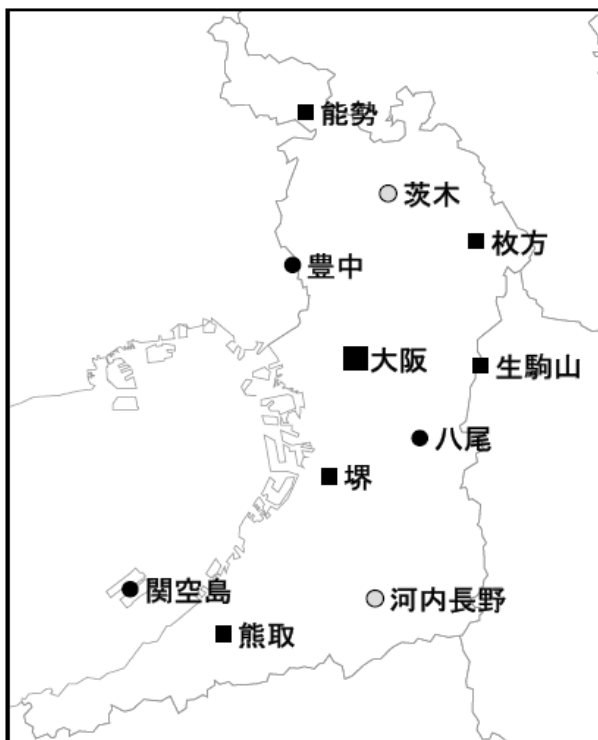 能勢
茨木
枚方
豊中
大阪
生駒山
八尾
堺
関空島
河内長野
熊取